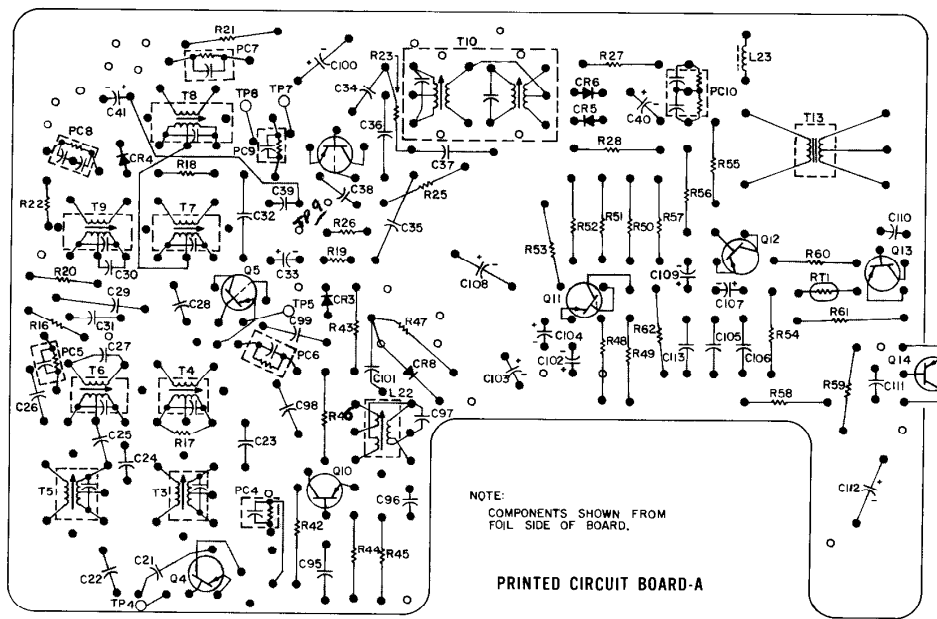 R21
PC7
C100
T10
R23
R27
L23
C34
CR6
C41
T8
TP8
TP7
CR5
C40
PC10
C36
T13
PC8
PC9
CR4
R18
C37
R28
R55
C39
C38
R25
R56
R22
C32
TP9
T9
T7
R26
C35
R53
R52
R51
R50
R57
C110
Q12
Q13
C30
C33
R19
R20
Q5
C108
C109
R60
C29
C28
CR3
TP5
Q11
C107
RT1
C31
C99
R43
R47
R61
R16
C104
R48
R62
C105
R54
PC5
C27
PC6
C102
R49
C113
C106
Q14
T6
T4
C101
CR8
C103
R59
C111
C26
C98
R46
L22
C97
R58
C25
R17
C23
C24
Q10
T5
T3
PC4
C96
NOTE:
COMPONENTS SHOWN FROM
FOIL SIDE OF BOARD.
C112
R42
C22
C21
Q4
C95
R44
R45
TP4
PRINTED CIRCUIT BOARD-A